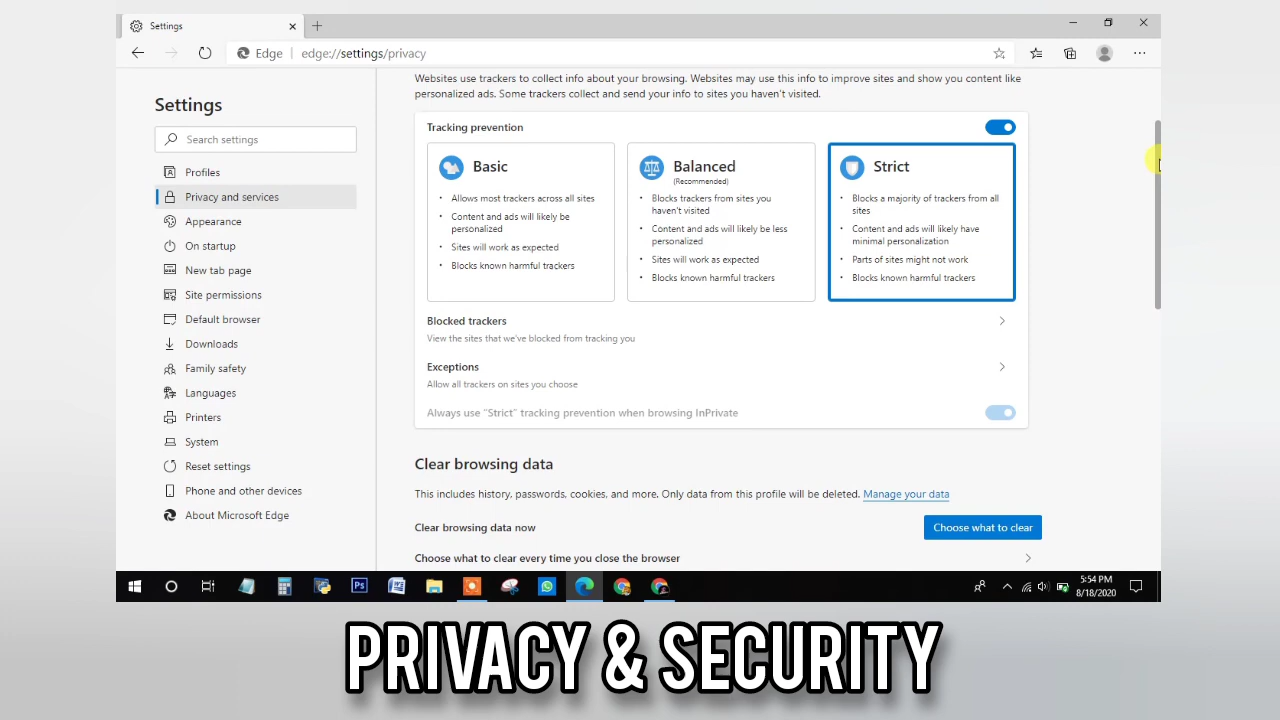 Settings
Edge
edge://settings/privacy
Settings
Search settings
Profiles
Privacy and services
Appearance
On startup
New tab page
Site permissions
Default browser
Downloads
Family safety
Languages
Printers
System
Reset settings
Phone and other devices
About Microsoft Edge
Websites use trackers to collect info about your browsing. Websites may use this info to improve sites and show you content like
personalized ads. Some trackers collect and send your info to sites you haven't visited.
Tracking prevention
Basic
• Allows most trackers across all sites
• Content and ads will likely be
personalized
• Sites will work as expected
• Blocks known harmful trackers
Balanced
(Recommended)
• Blocks trackers from sites you
haven't visited
• Content and ads will likely be less
personalized
• Sites will work as expected
• Blocks known harmful trackers
Strict
• Blocks a majority of trackers from all
sites
• Content and ads will likely have
minimal personalization
• Parts of sites might not work
• Blocks known harmful trackers
Blocked trackers
View the sites that we've blocked from tracking you
Exceptions
Allow all trackers on sites you choose
Always use "Strict" tracking prevention when browsing InPrivate
Clear browsing data
This includes history, passwords, cookies, and more. Only data from this profile will be deleted. Manage your data
Clear browsing data now
Choose what to clear
Choose what to clear every time you close the browser
Ps
5:54 PM
8/18/2020
PRIVACY & SECURITY